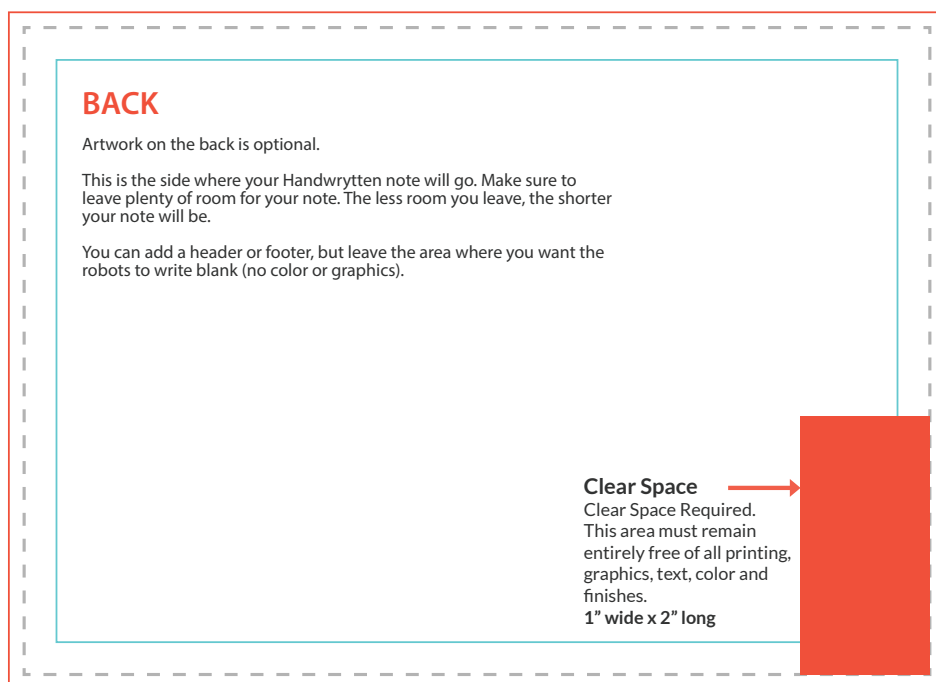 BACK
Artwork on the back is optional.
This is the side where your Handwrytten note will go. Make sure to
leave plenty of room for your note. The less room you leave, the shorter
your note will be.
You can add a header or footer, but leave the area where you want the
robots to write blank (no color or graphics).
Clear Space
Clear Space Required.
This area must remain
entirely free of all printing,
graphics, text, color and
finishes.
1” wide x 2” long